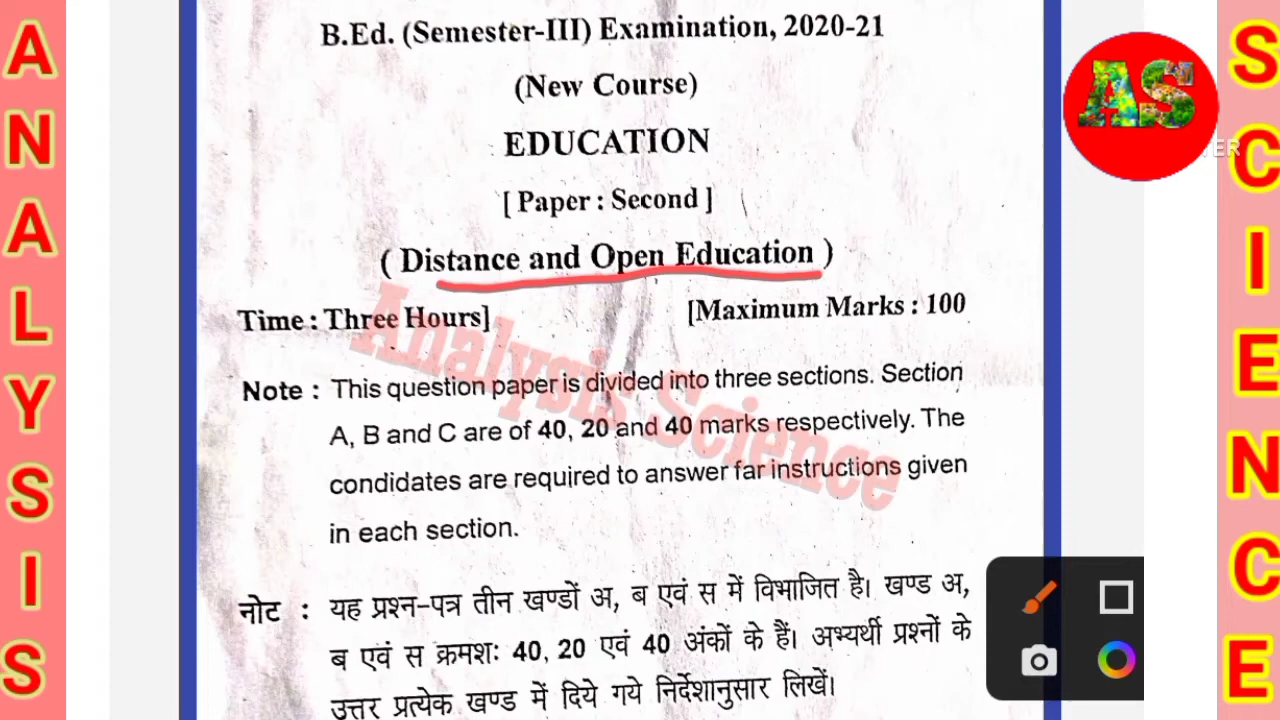 ANALYSIS
B.Ed. (Semester-III) Examination, 2020-21
(New Course)
EDUCATION
[ Paper : Second ]
( Distance and Open Education )
Time : Three Hours]
[Maximum Marks : 100
Note : This question paper is divided into three sections. Section
A, B and C are of 40, 20 and 40 marks respectively. The
condidates are required to answer far instructions given
in each section.
नोट : यह प्रश्न-पत्र तीन खण्डों अ, ब एवं स में विभाजित है। खण्ड अ,
ब एवं स क्रमशः 40, 20 एवं 40 अंकों के हैं। अभ्यर्थी प्रश्नों के
उत्तर प्रत्येक खण्ड में दिये गये निर्देशानुसार लिखें।
Analysis Science
AS
SCIENCE